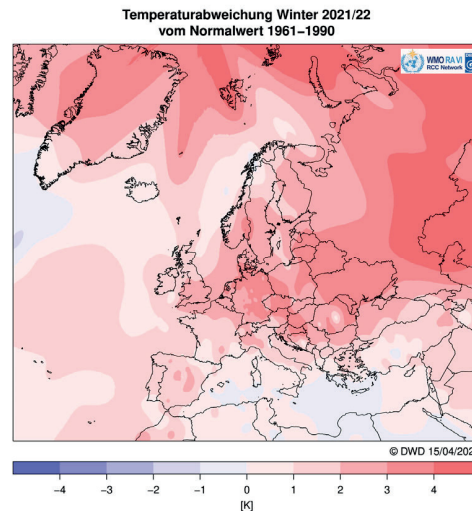 Temperaturabweichung Winter 2021/22
vom Normalwert 1961−1990
WMO RA VI
RCC Network
© DWD 15/04/202
−4 −3 −2 −1 0 1 2 3 4
[K]